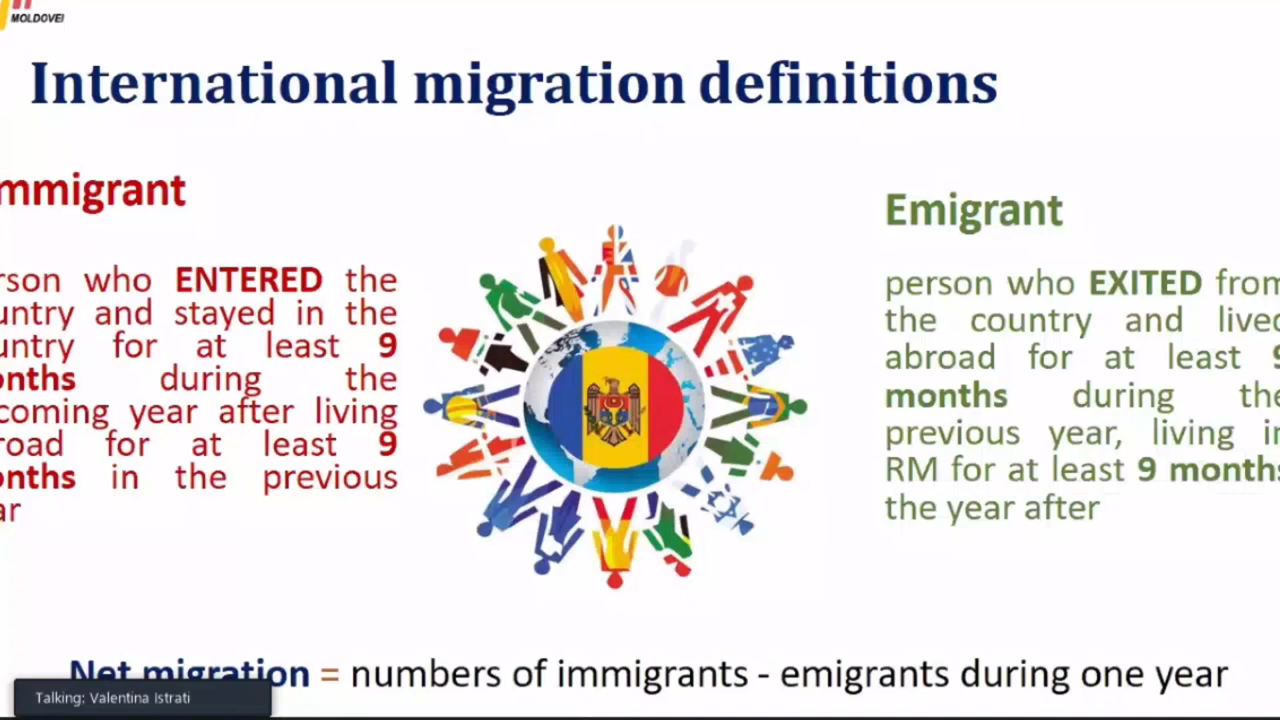 MOLDOVEI
International migration definitions
mmigrant
rson who ENTERED the
untry and stayed in the
untry for at least 9
onths during the
coming year after living
road for at least 9
onths in the previous
ar
Emigrant
person who EXITED from
the country and lived
abroad for at least 9
months during the
previous year, living in
RM for at least 9 months
the year after
Net migration = numbers of immigrants - emigrants during one year
Talking: Valentina Istrati